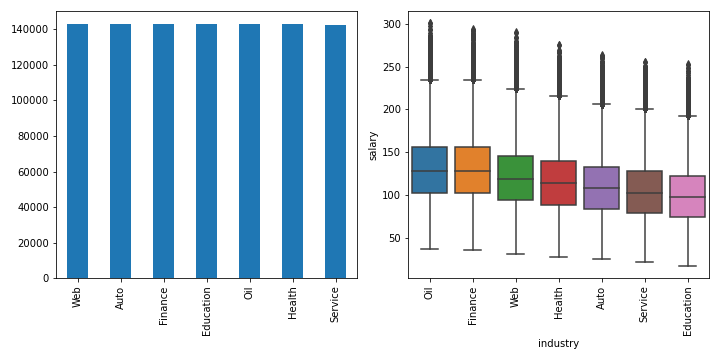 140000
120000
100000
80000
60000
40000
20000
0
Web
Auto
Finance
Education
Oil
Health
Service
300
250
200
150
100
50
salary
Oil
Finance
Web
Health
Auto
Service
Education
industry